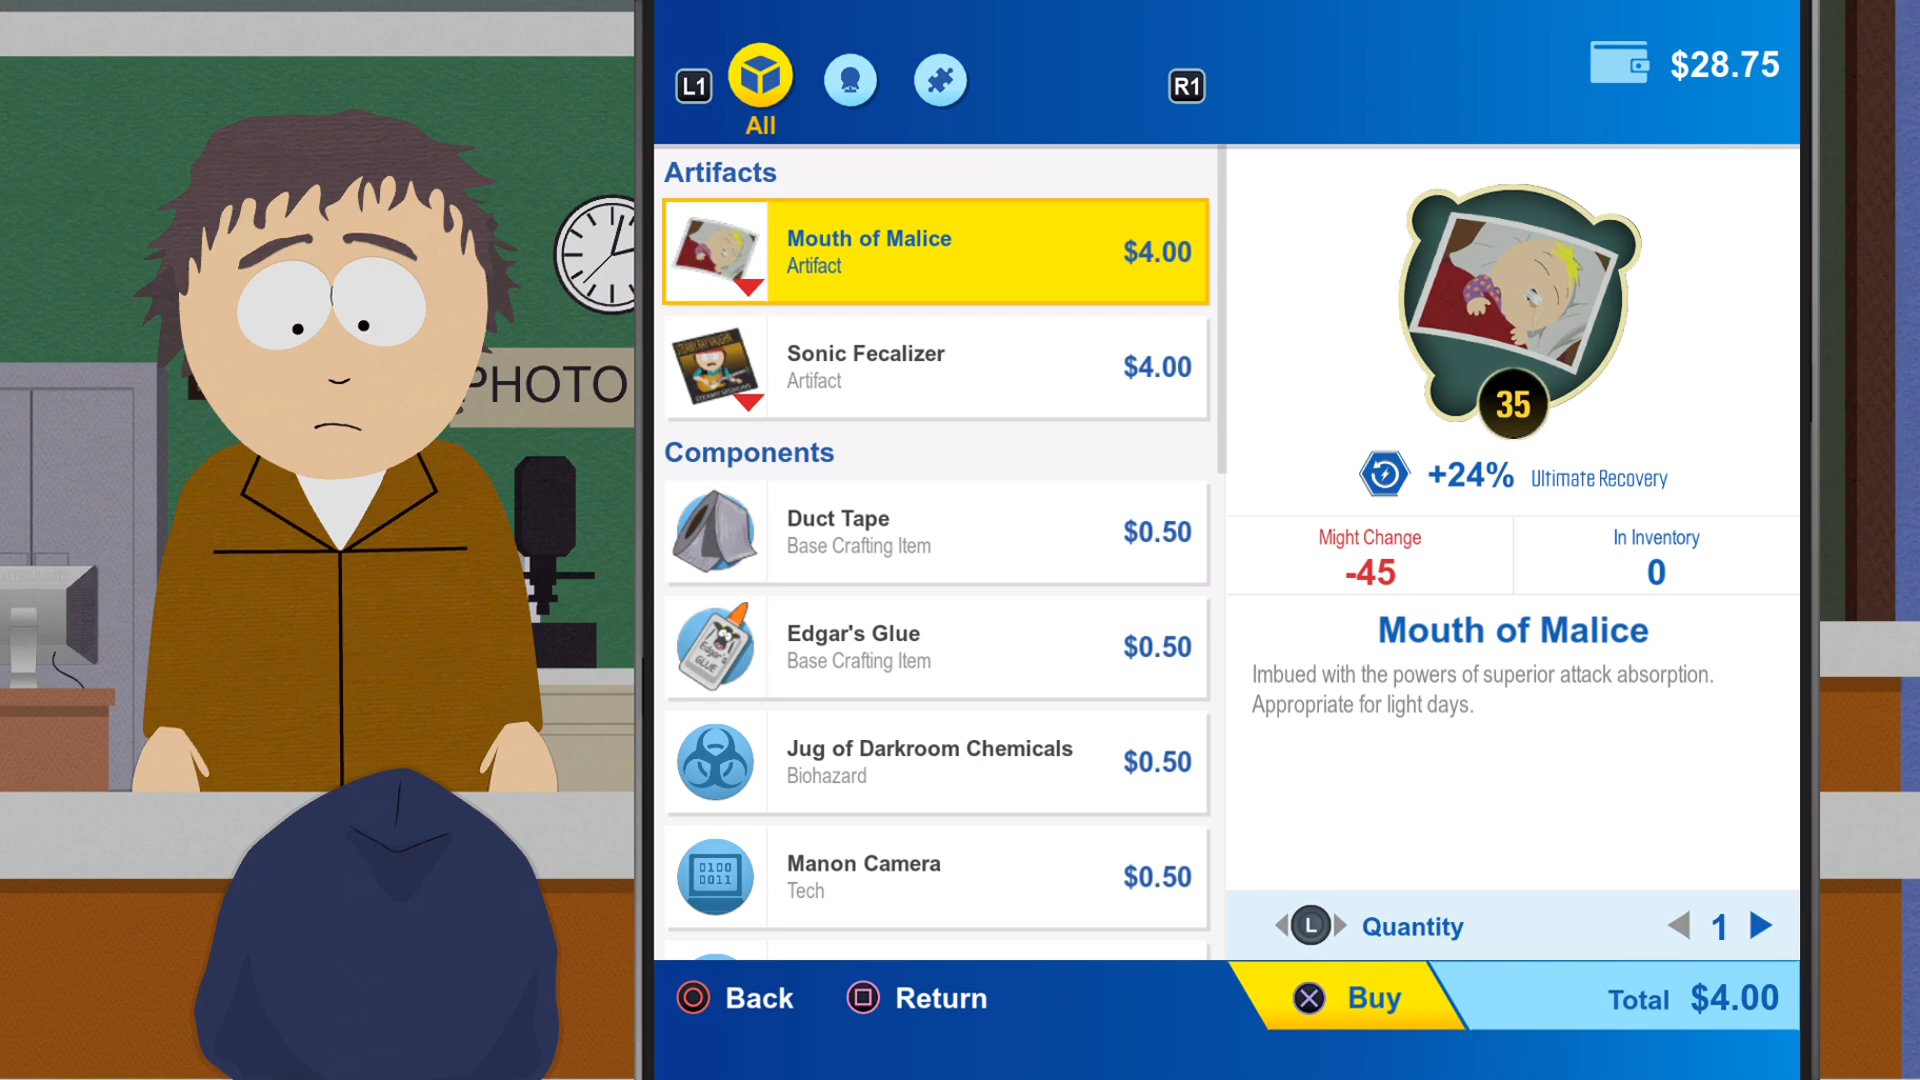 L1
All
R1
$28.75
Artifacts
Mouth of Malice
Artifact
$4.00
Sonic Fecalizer
Artifact
$4.00
Components
Duct Tape
Base Crafting Item
$0.50
Edgar's Glue
Base Crafting Item
$0.50
Edgar's
GLUE
Jug of Darkroom Chemicals
Biohazard
$0.50
Manon Camera
Tech
$0.50
0100
0011
PHOTO
35
+24% Ultimate Recovery
Might Change
-45
In Inventory
0
Mouth of Malice
Imbued with the powers of superior attack absorption.
Appropriate for light days.
L Quantity 1
Back
Return
Buy
Total $4.00